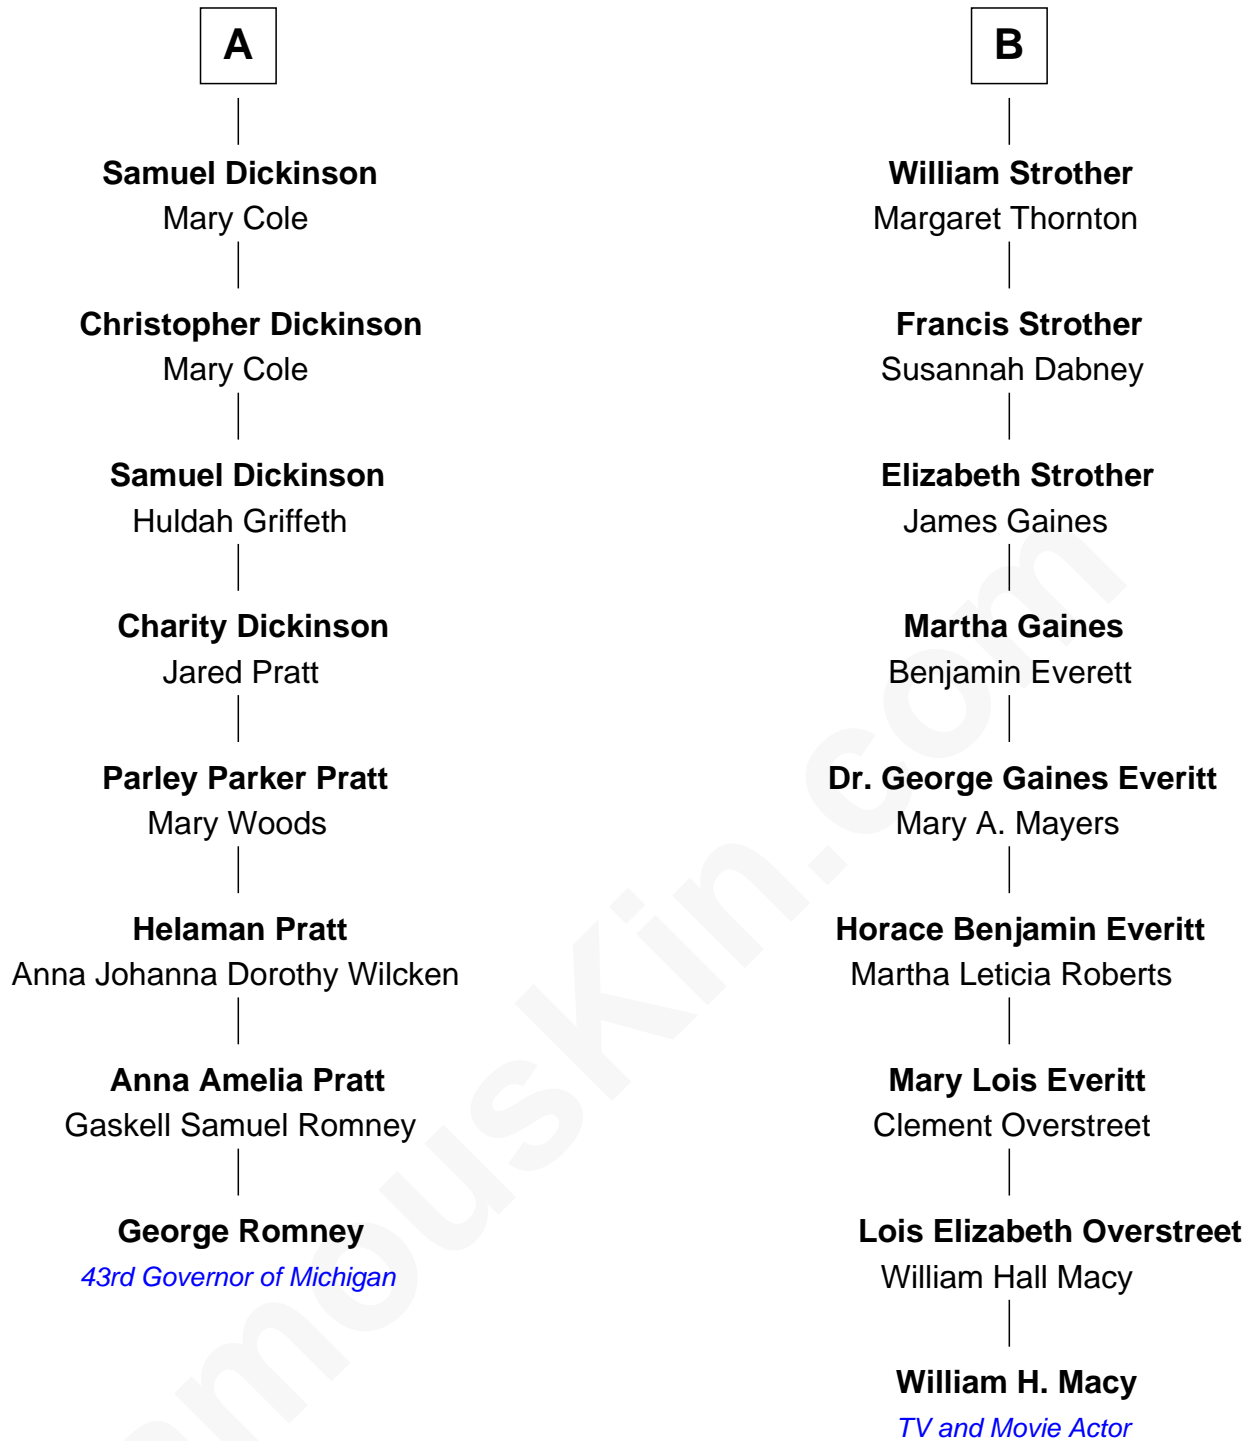 A
Samuel Dickinson
Mary Cole
Christopher Dickinson
Mary Cole
Samuel Dickinson
Huldah Griffeth
Charity Dickinson
Jared Pratt
Parley Parker Pratt
Mary Woods
Helaman Pratt
Anna Johanna Dorothy Wilcken
Anna Amelia Pratt
Gaskell Samuel Romney
George Romney
43rd Governor of Michigan
B
William Strother
Margaret Thornton
Francis Strother
Susannah Dabney
Elizabeth Strother
James Gaines
Martha Gaines
Benjamin Everett
Dr. George Gaines Everitt
Mary A. Mayers
Horace Benjamin Everitt
Martha Leticia Roberts
Mary Lois Everitt
Clement Overstreet
Lois Elizabeth Overstreet
William Hall Macy
William H. Macy
TV and Movie Actor